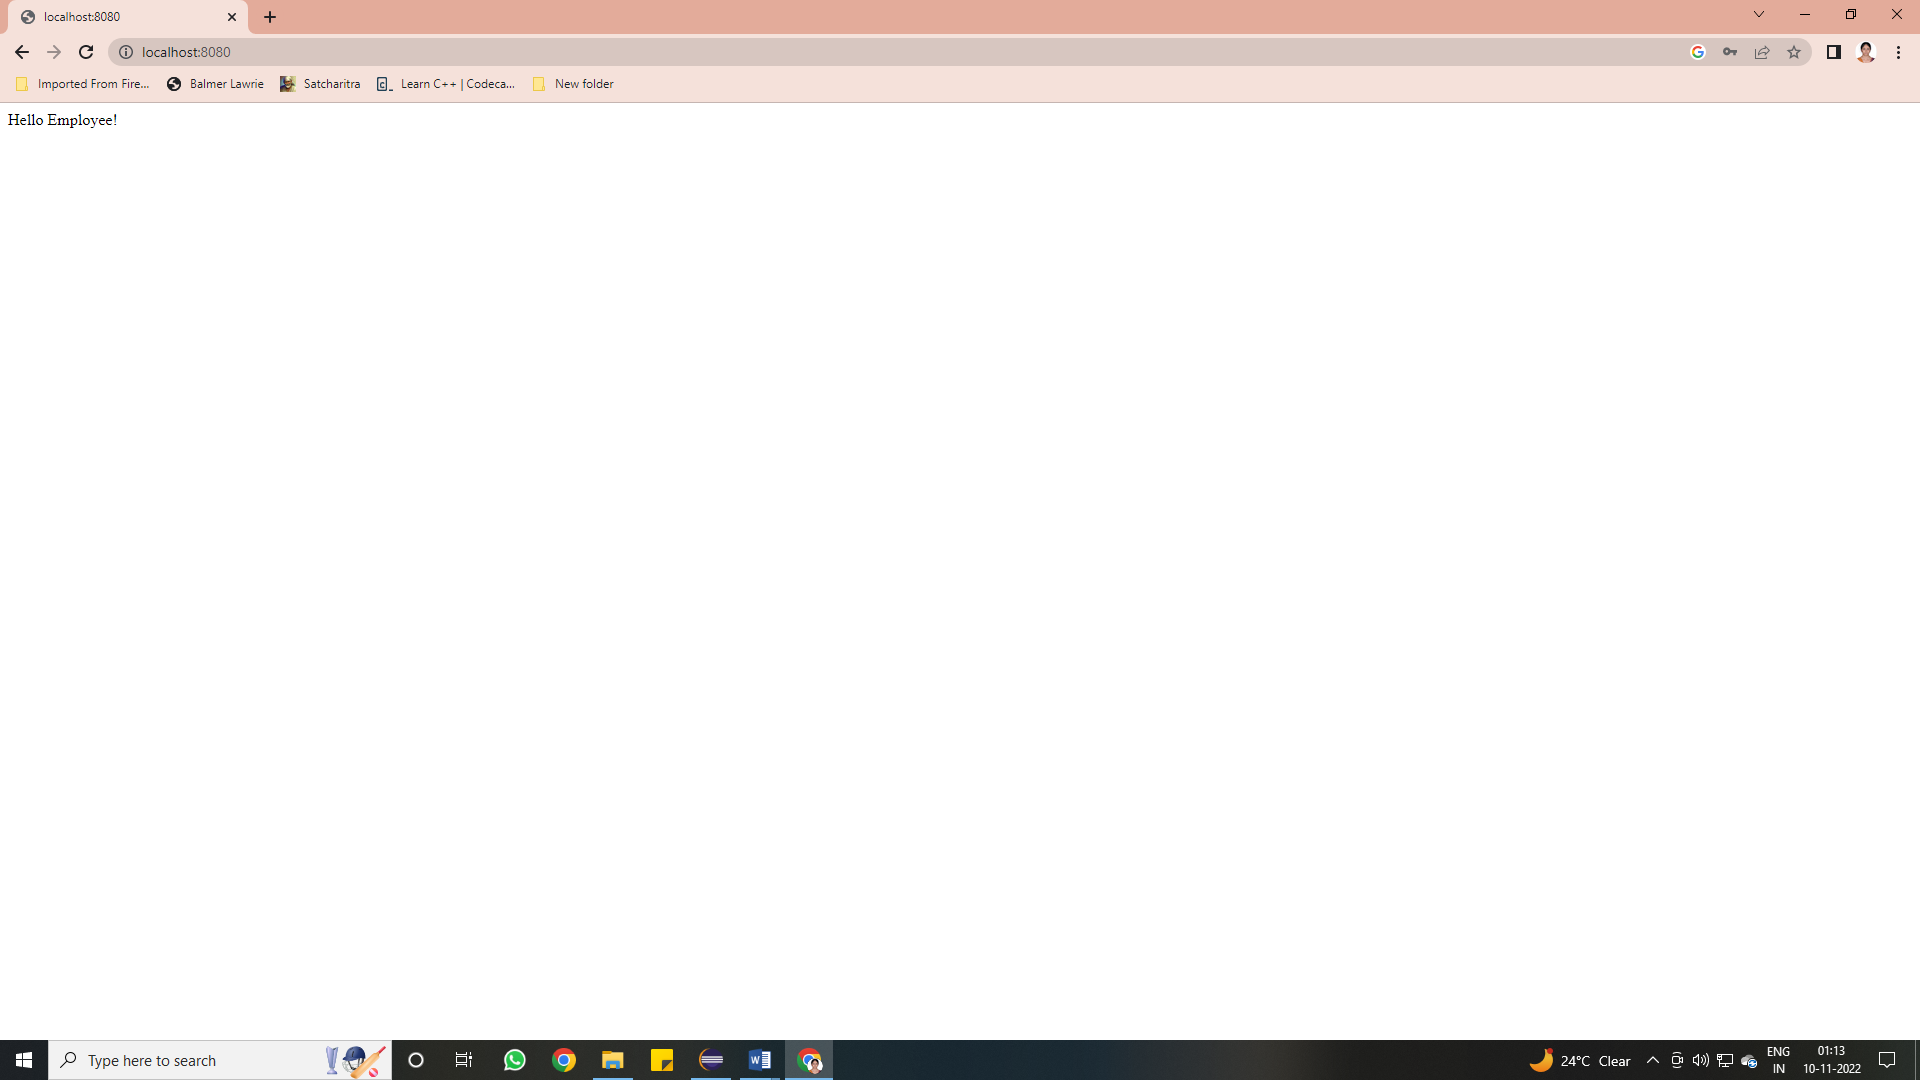 localhost:8080
localhost:8080
Imported From Fire... Balmer Lawrie Satcharitra Learn C++ | Codeca... New folder
Hello Employee!
Type here to search
24°C Clear
ENG
IN
01:13
10-11-2022